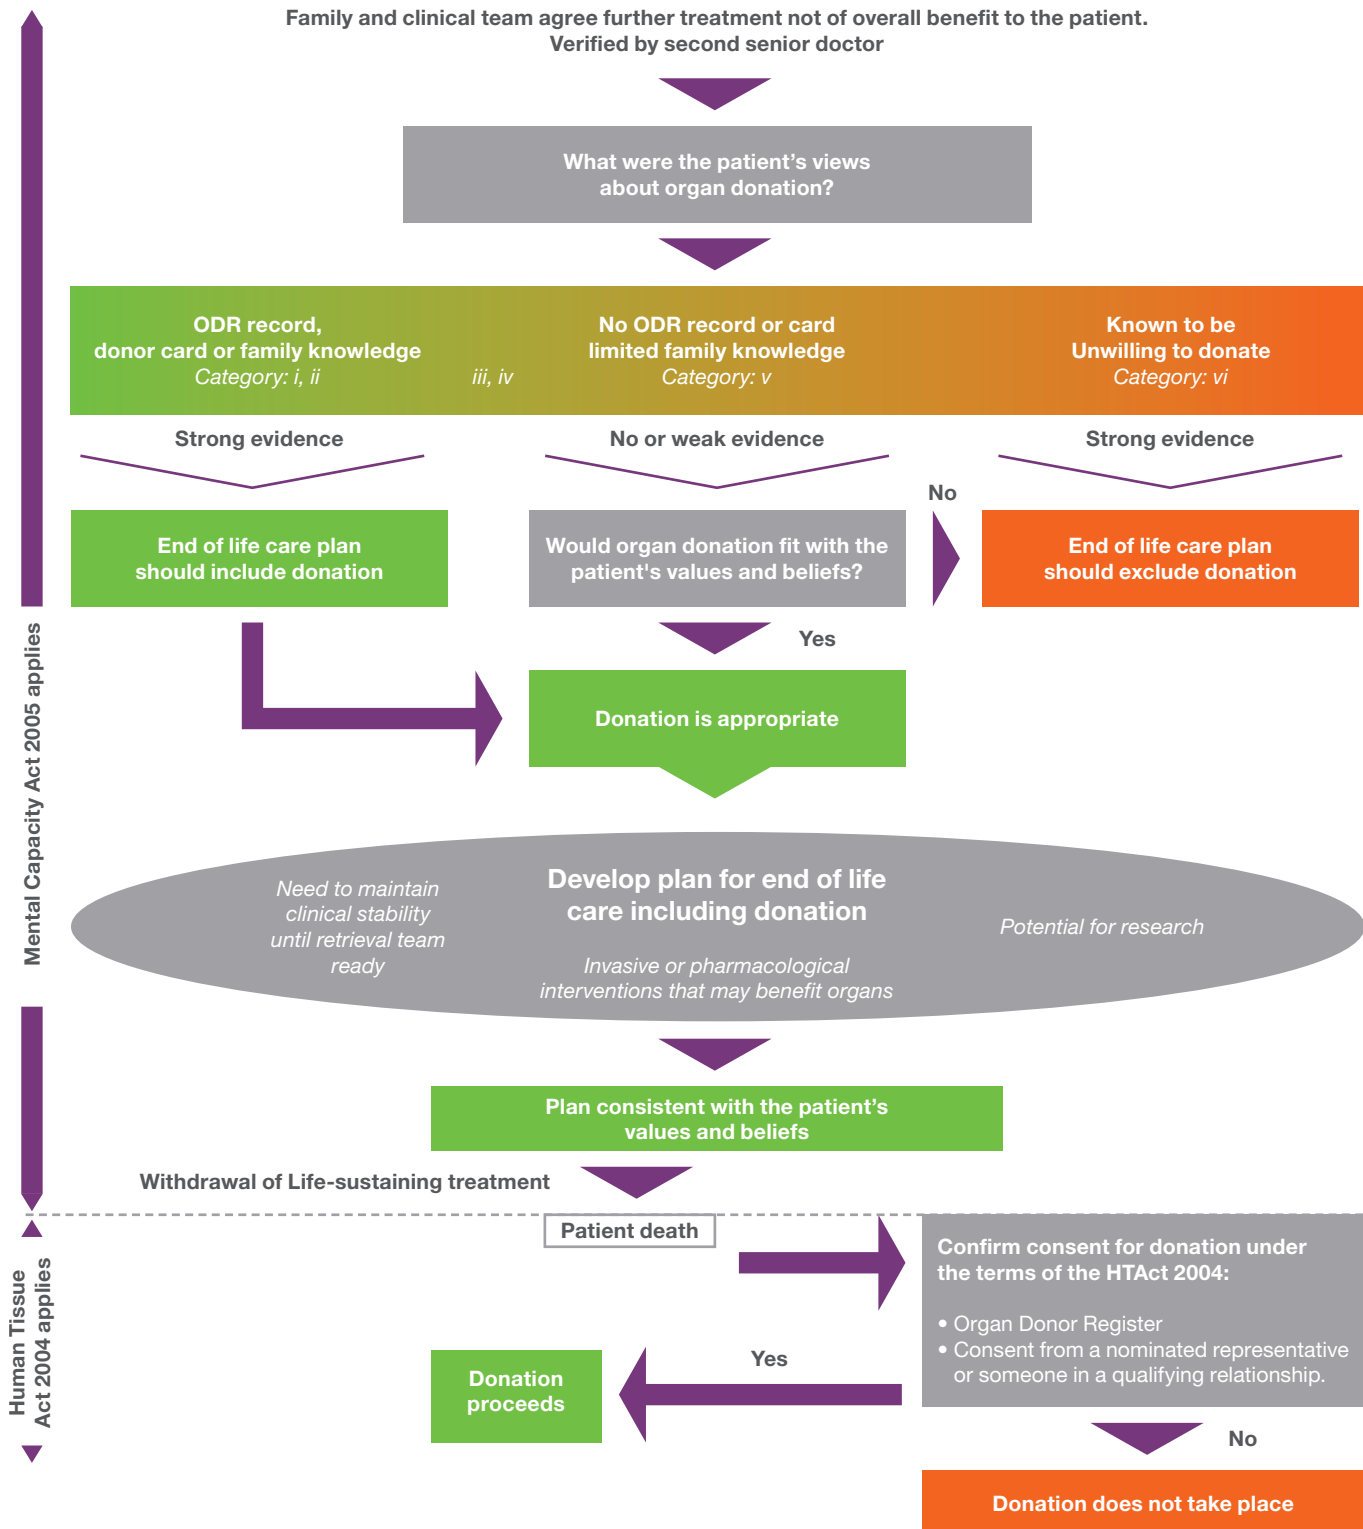 Family and clinical team agree further treatment not of overall benefit to the patient.
Verified by second senior doctor
What were the patient’s views
about organ donation?
ODR record,
donor card or family knowledge
Category: i, ii
iii, iv
No ODR record or card
limited family knowledge
Category: v
Known to be
Unwilling to donate
Category: vi
Strong evidence
No or weak evidence
Strong evidence
End of life care plan
should include donation
Would organ donation fit with the
patient's values and beliefs?
No
End of life care plan
should exclude donation
Yes
Donation is appropriate
Mental Capacity Act 2005 applies
Need to maintain
clinical stability
until retrieval team
ready
Develop plan for end of life
care including donation
Invasive or pharmacological
interventions that may benefit organs
Potential for research
Plan consistent with the patient’s
values and beliefs
Withdrawal of Life-sustaining treatment
Patient death
Confirm consent for donation under
the terms of the HTAct 2004:
• Organ Donor Register
• Consent from a nominated representative
or someone in a qualifying relationship.
Human Tissue
Act 2004 applies
Yes
Donation
proceeds
No
Donation does not take place